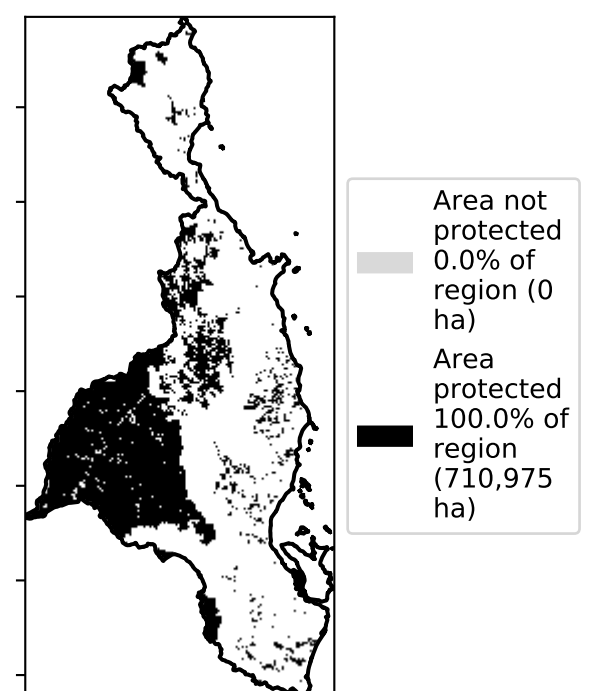 Area not
protected
0.0% of
region (0
ha)
Area
protected
100.0% of
region
(710,975
ha)